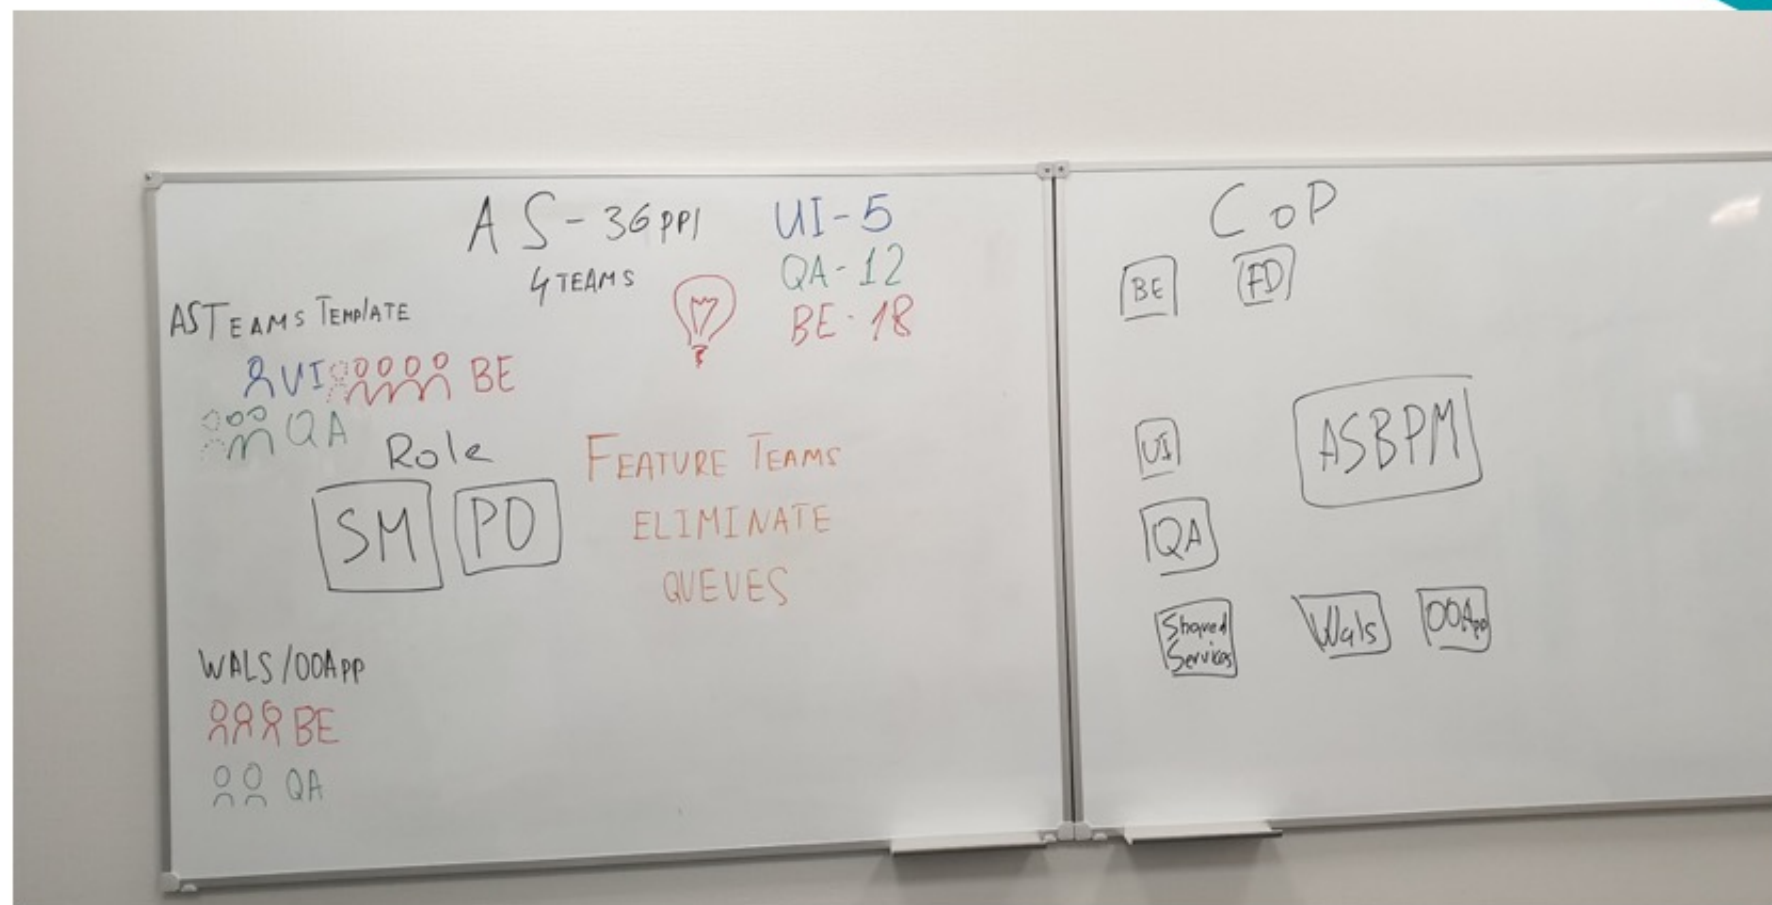 AS - 36 ppl
4 TEAMS
UI - 5
QA - 12
BE - 18
AS TEAMS TEMPLATE
UI BE
QA
Role
SM PO
FEATURE TEAMS
ELIMINATE
QUEUES
WALS/OOAPP
BE
QA
CoP
BE FD
UI
ASBPM
QA
Shared
Services
Wals OOApp